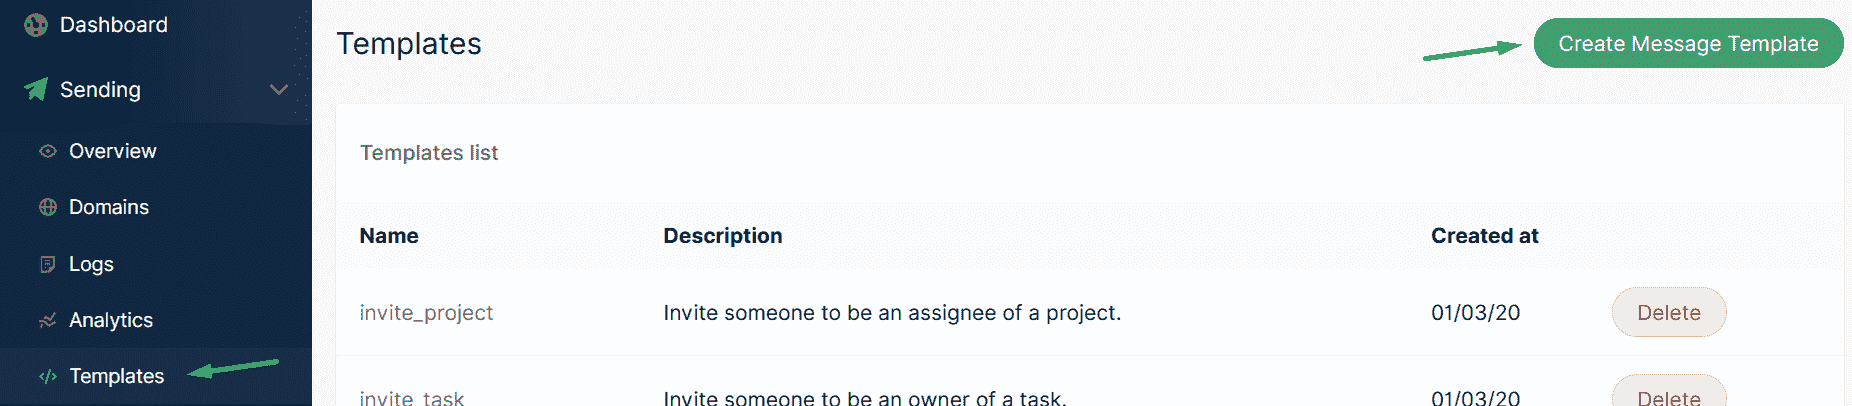 Dashboard
Sending
Overview
Domains
Logs
Analytics
Templates
Templates
Create Message Template
Templates list
Name Description Created at
invite_project Invite someone to be an assignee of a project. 01/03/20 Delete
invite_task Invite someone to be an owner of a task. 01/03/20 Delete